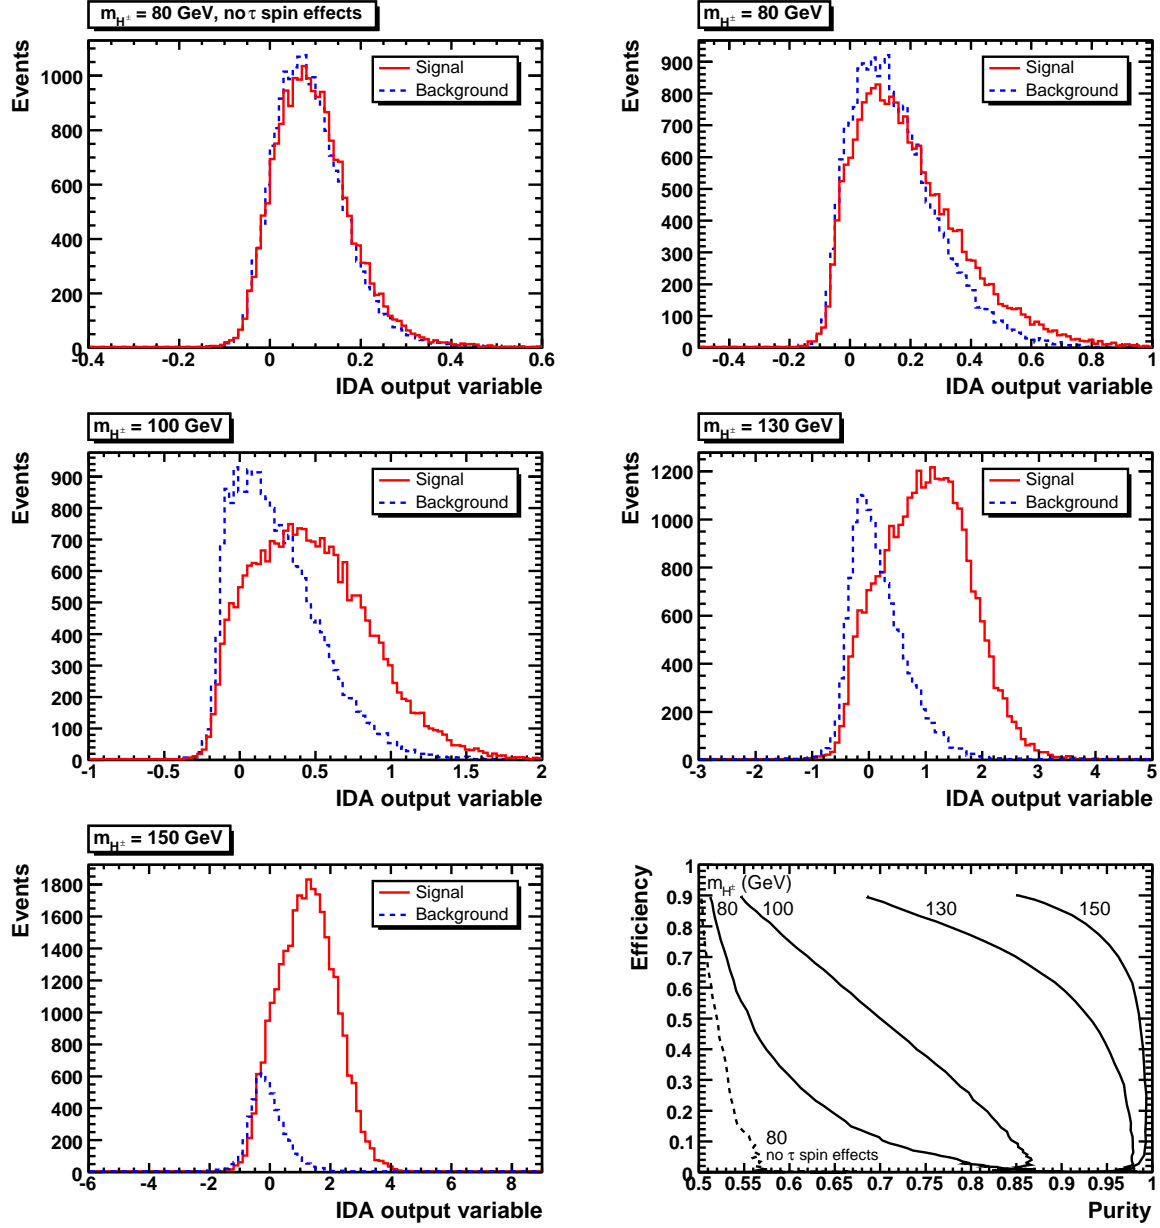 m_H± = 80 GeV, no τ spin effects
Events
1000
800
600
400
200
0
Signal
Background
-0.4 -0.2 0 0.2 0.4 0.6
IDA output variable
m_H± = 80 GeV
Events
900
800
700
600
500
400
300
200
100
0
Signal
Background
-0.4 -0.2 0 0.2 0.4 0.6 0.8 1
IDA output variable
m_H± = 100 GeV
Events
900
800
700
600
500
400
300
200
100
0
Signal
Background
-1 -0.5 0 0.5 1 1.5 2
IDA output variable
m_H± = 130 GeV
Events
1200
1000
800
600
400
200
0
Signal
Background
-3 -2 -1 0 1 2 3 4 5
IDA output variable
m_H± = 150 GeV
Events
1800
1600
1400
1200
1000
800
600
400
200
0
Signal
Background
-6 -4 -2 0 2 4 6 8
IDA output variable
Efficiency
1
0.9
0.8
0.7
0.6
0.5
0.4
0.3
0.2
0.1
0
m_H± (GeV)
80 100 130 150
80
no τ spin effects
0.5 0.55 0.6 0.65 0.7 0.75 0.8 0.85 0.9 0.95 1
Purity